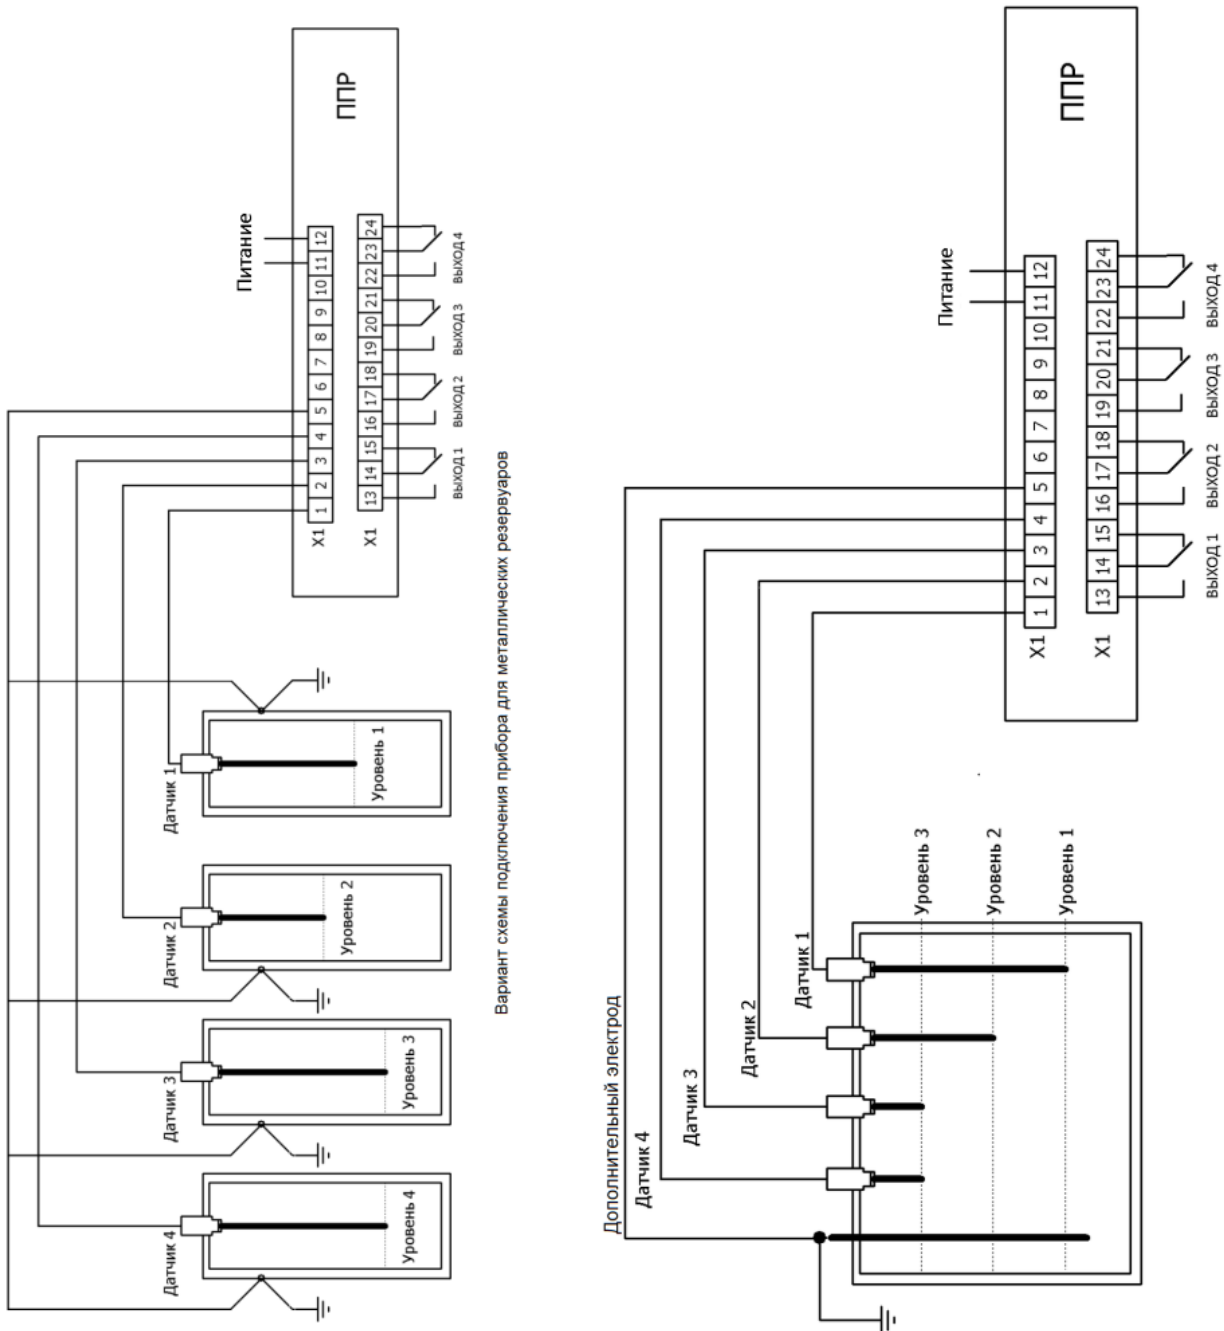 ППР
Питание
12
11
10
9
8
7
6
5
4
3
2
1
X1
24
23
22
21
20
19
18
17
16
15
14
13
X1
ВЫХОД 4
ВЫХОД 3
ВЫХОД 2
ВЫХОД 1
Датчик 1
Уровень 1
Датчик 2
Уровень 2
Датчик 3
Уровень 3
Датчик 4
Уровень 4
Вариант схемы подключения прибора для металлических резервуаров
ППР
Питание
12
11
10
9
8
7
6
5
4
3
2
1
X1
24
23
22
21
20
19
18
17
16
15
14
13
X1
ВЫХОД 4
ВЫХОД 3
ВЫХОД 2
ВЫХОД 1
Уровень 3
Уровень 2
Уровень 1
Датчик 1
Датчик 2
Датчик 3
Датчик 4
Дополнительный электрод